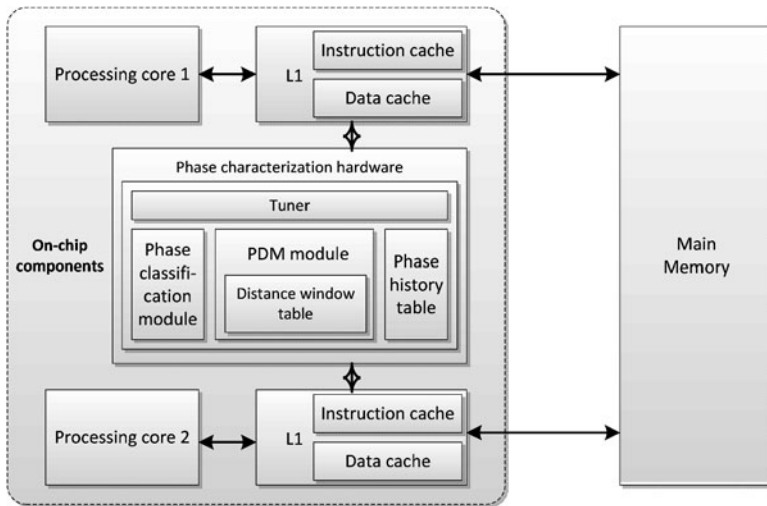 Processing core 1
L1
Instruction cache
Data cache
Phase characterization hardware
Tuner
Phase
classifi-
cation
module
PDM module
Distance window
table
Phase
history
table
On-chip
components
Main
Memory
Processing core 2
L1
Instruction cache
Data cache